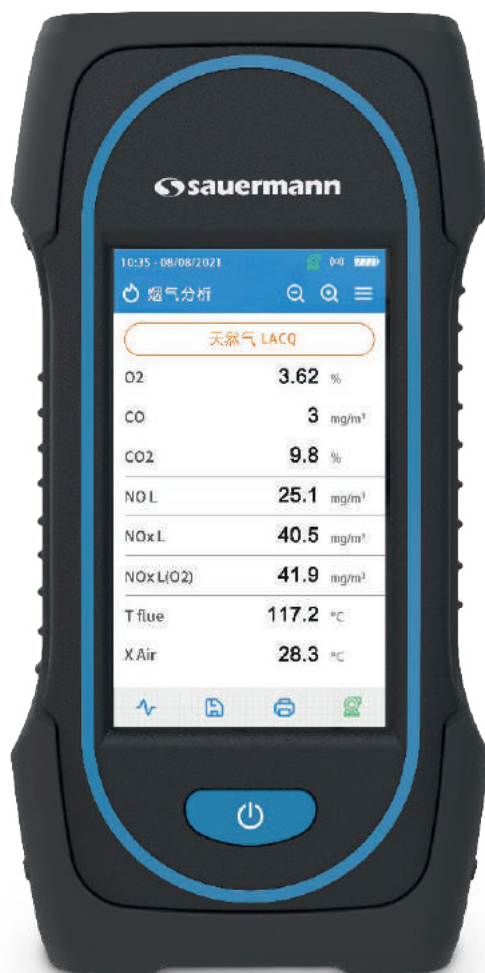 sauermann
10:35 - 08/08/2021
烟气分析
天然气 LACQ
O2 3.62 %
CO 3 mg/m³
CO2 9.8 %
NO L 25.1 mg/m³
NOx L 40.5 mg/m³
NOx L(O2) 41.9 mg/m³
T flue 117.2 °C
X Air 28.3 °C